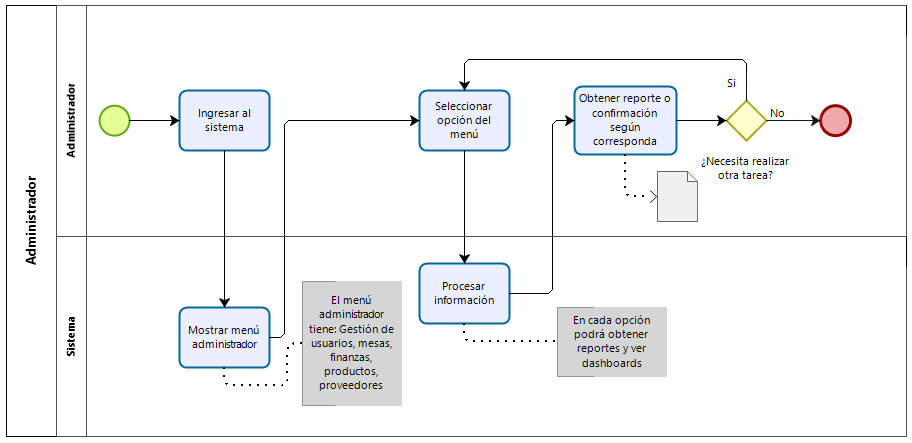 Administrador
Administrador
Ingresar al
sistema
Seleccionar
opción del
menú
Obtener reporte o
confirmación
según
corresponda
Si
No
¿Necesita realizar
otra tarea?
Sistema
Mostrar menú
administrador
El menú
administrador
tiene: Gestión de
usuarios, mesas,
finanzas,
productos,
proveedores
Procesar
información
En cada opción
podrá obtener
reportes y ver
dashboards